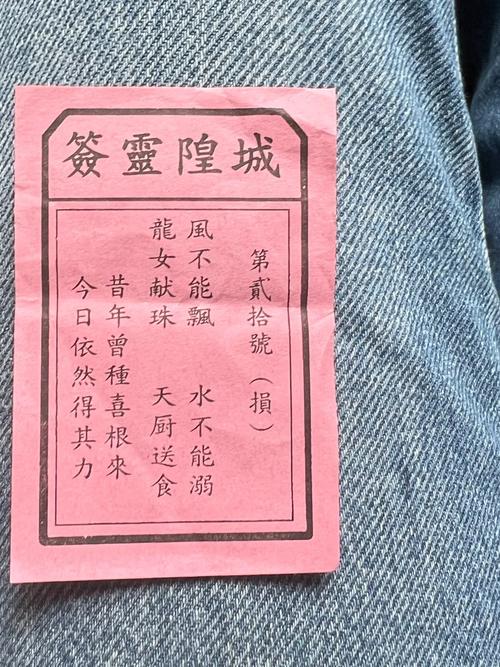 城隍靈簽
第貳拾號（損）
風不能飄　水不能溺
龍女献珠　天厨送食
昔年曾種喜根來
今日依然得其力